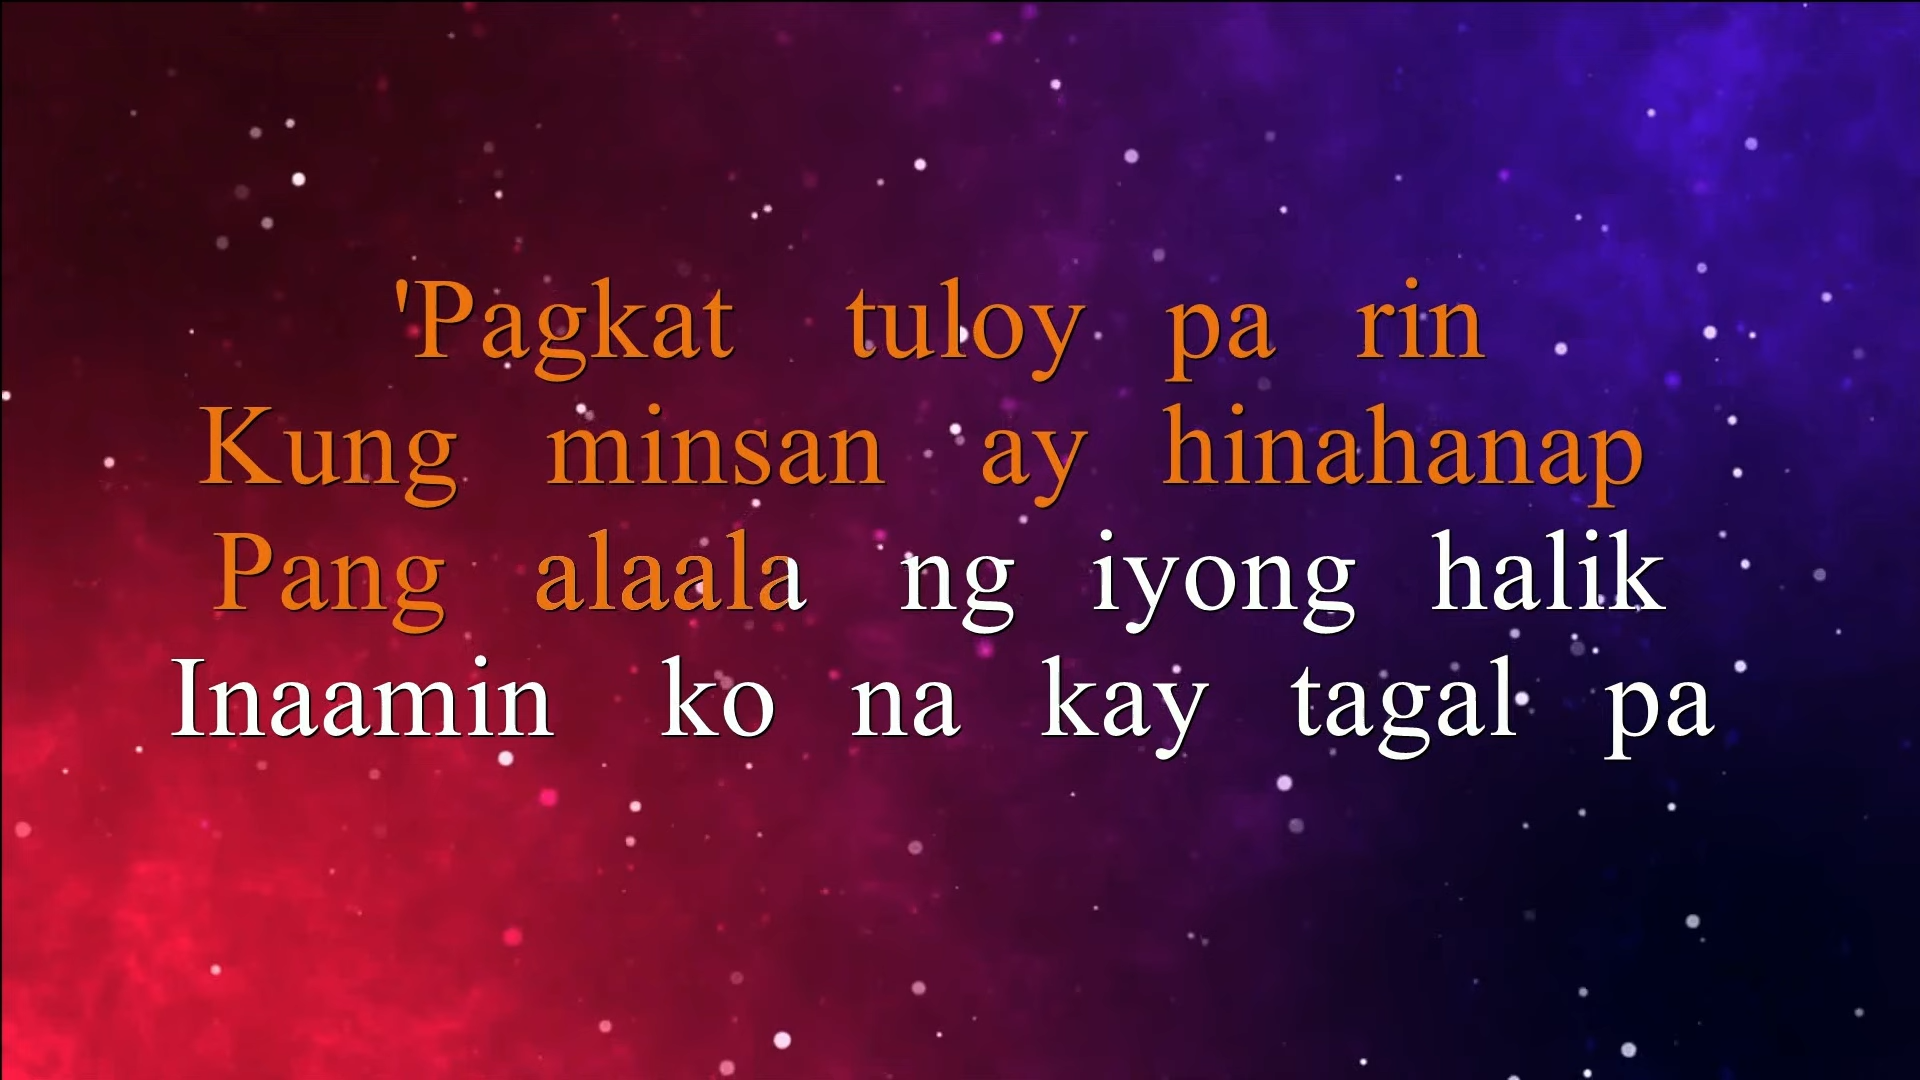 'Pagkat tuloy pa rin
Kung minsan ay hinahanap
Pang alaala ng iyong halik
Inaamin ko na kay tagal pa